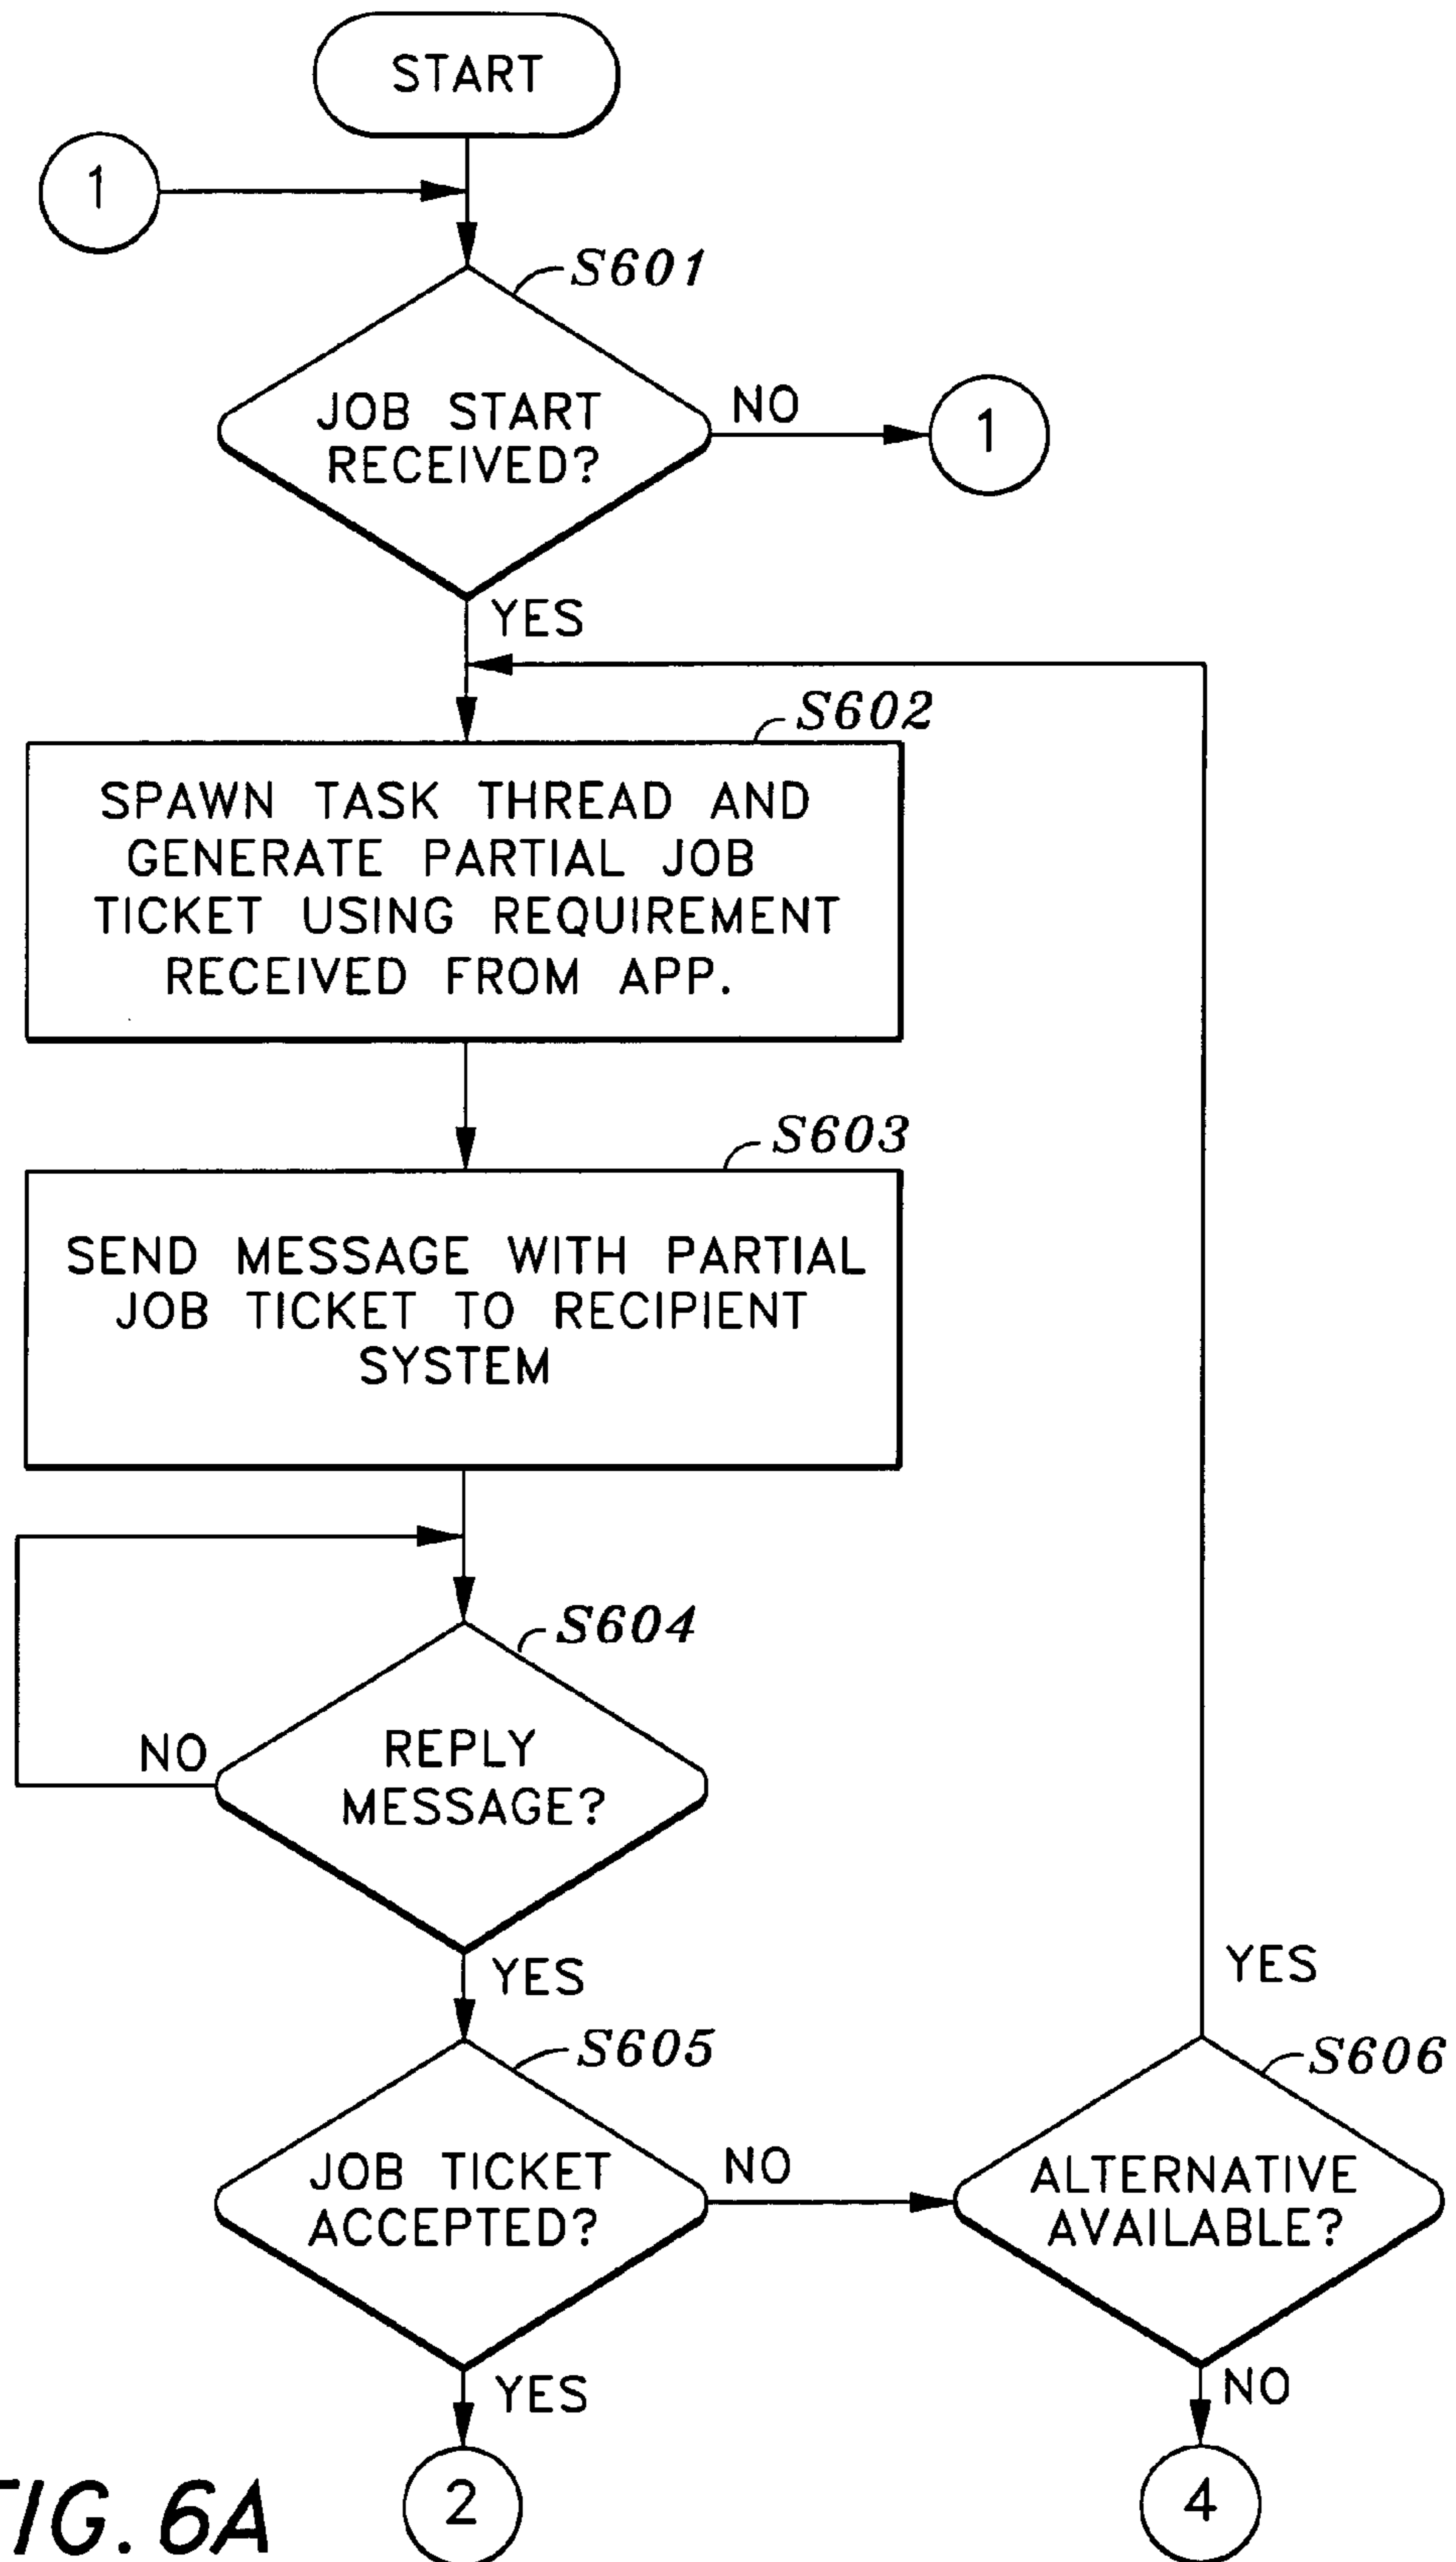 START
1
S601
JOB START
RECEIVED?
NO
1
YES
S602
SPAWN TASK THREAD AND
GENERATE PARTIAL JOB
TICKET USING REQUIREMENT
RECEIVED FROM APP.
S603
SEND MESSAGE WITH PARTIAL
JOB TICKET TO RECIPIENT
SYSTEM
S604
NO
REPLY
MESSAGE?
YES
YES
S605
S606
JOB TICKET
ACCEPTED?
NO
ALTERNATIVE
AVAILABLE?
YES
NO
2
4
FIG. 6A